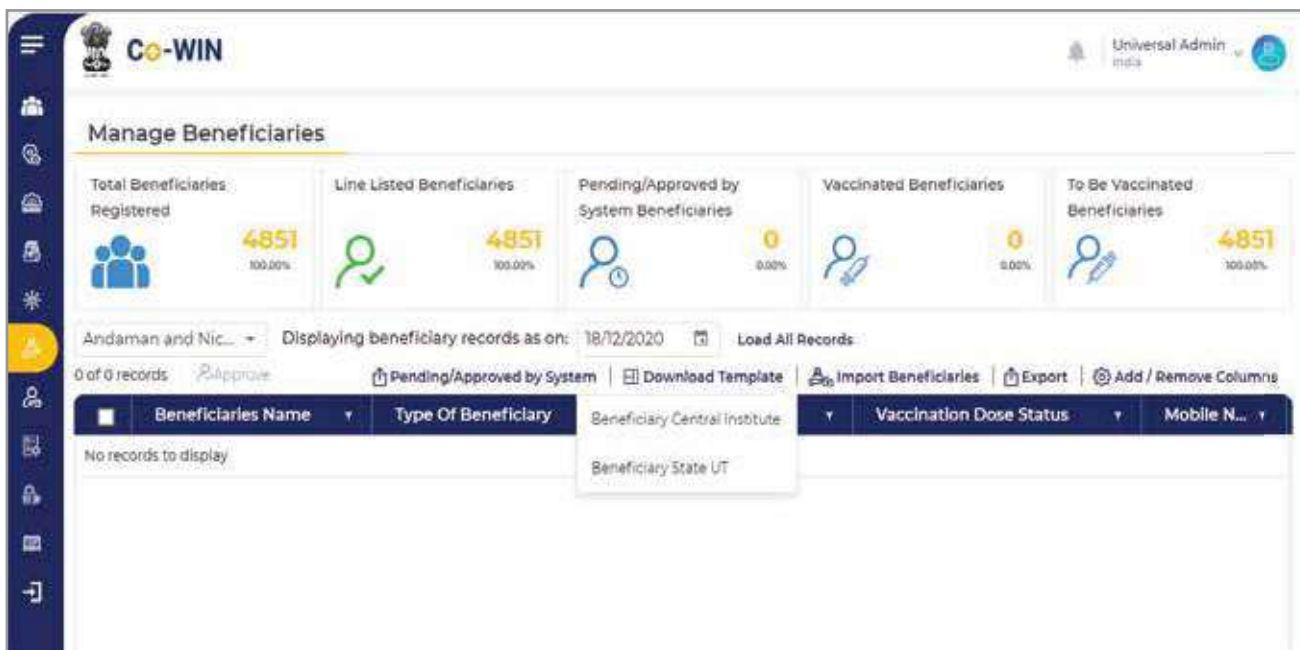 Co-WIN
Universal Admin
India
Manage Beneficiaries
Total Beneficiaries
Registered
4851
100.00%
Line Listed Beneficiaries
4851
100.00%
Pending/Approved by
System Beneficiaries
0
0.00%
Vaccinated Beneficiaries
0
0.00%
To Be Vaccinated
Beneficiaries
4851
100.00%
Andaman and Nic... Displaying beneficiary records as on: 18/12/2020 Load All Records
0 of 0 records Approve Pending/Approved by System | Download Template | Import Beneficiaries | Export | Add / Remove Columns
Beneficiaries Name Type Of Beneficiary Vaccination Dose Status Mobile N...
Beneficiary Central Institute
No records to display
Beneficiary State UT